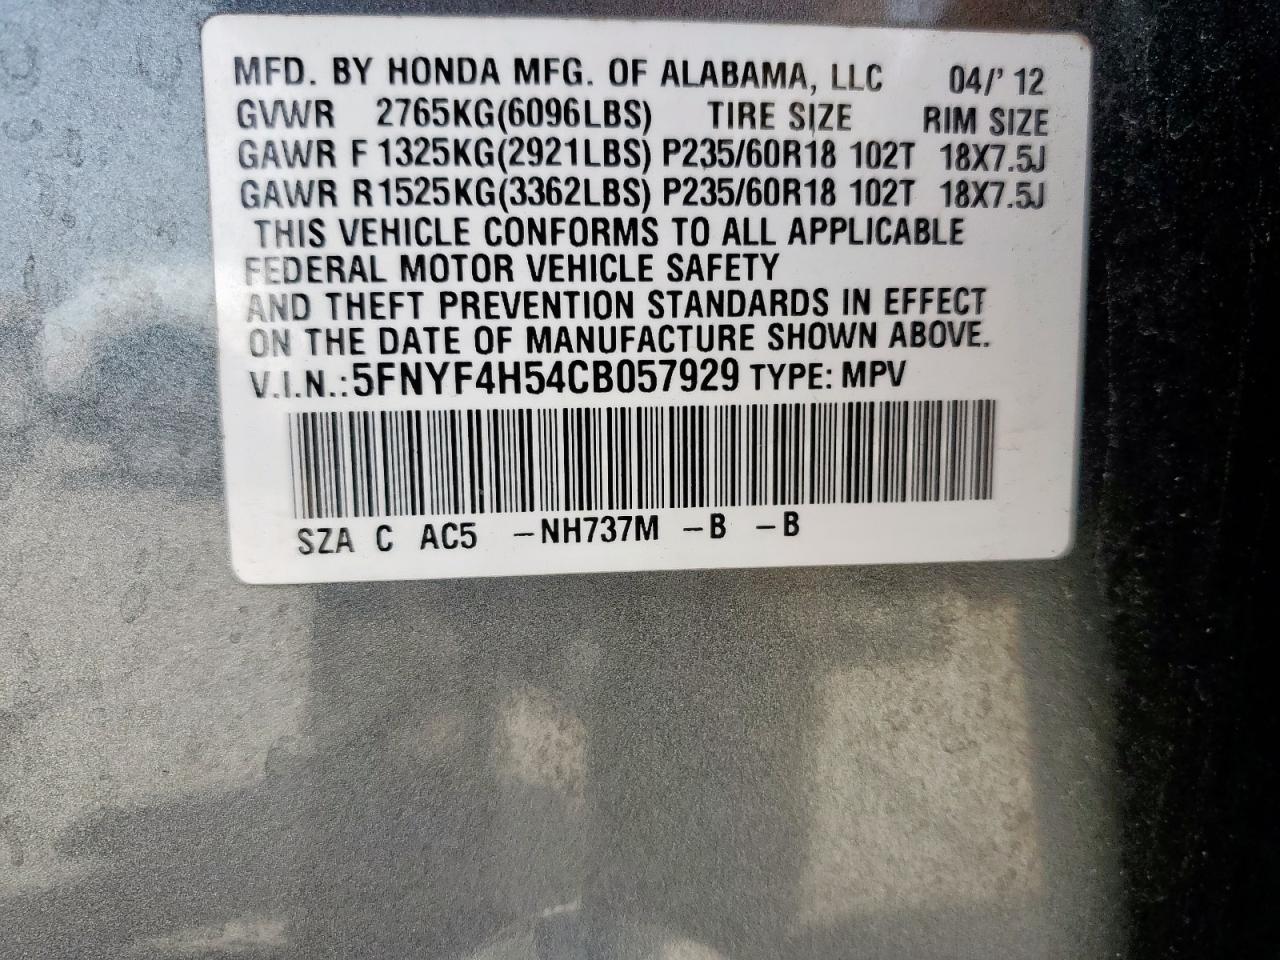 MFD. BY HONDA MFG. OF ALABAMA, LLC 04/' 12
GVWR 2765KG(6096LBS) TIRE SIZE RIM SIZE
GAWR F 1325KG(2921LBS) P235/60R18 102T 18X7.5J
GAWR R1525KG(3362LBS) P235/60R18 102T 18X7.5J
THIS VEHICLE CONFORMS TO ALL APPLICABLE
FEDERAL MOTOR VEHICLE SAFETY
AND THEFT PREVENTION STANDARDS IN EFFECT
ON THE DATE OF MANUFACTURE SHOWN ABOVE.
V.I.N.:5FNYF4H54CB057929 TYPE: MPV
SZA C AC5 -NH737M -B -B